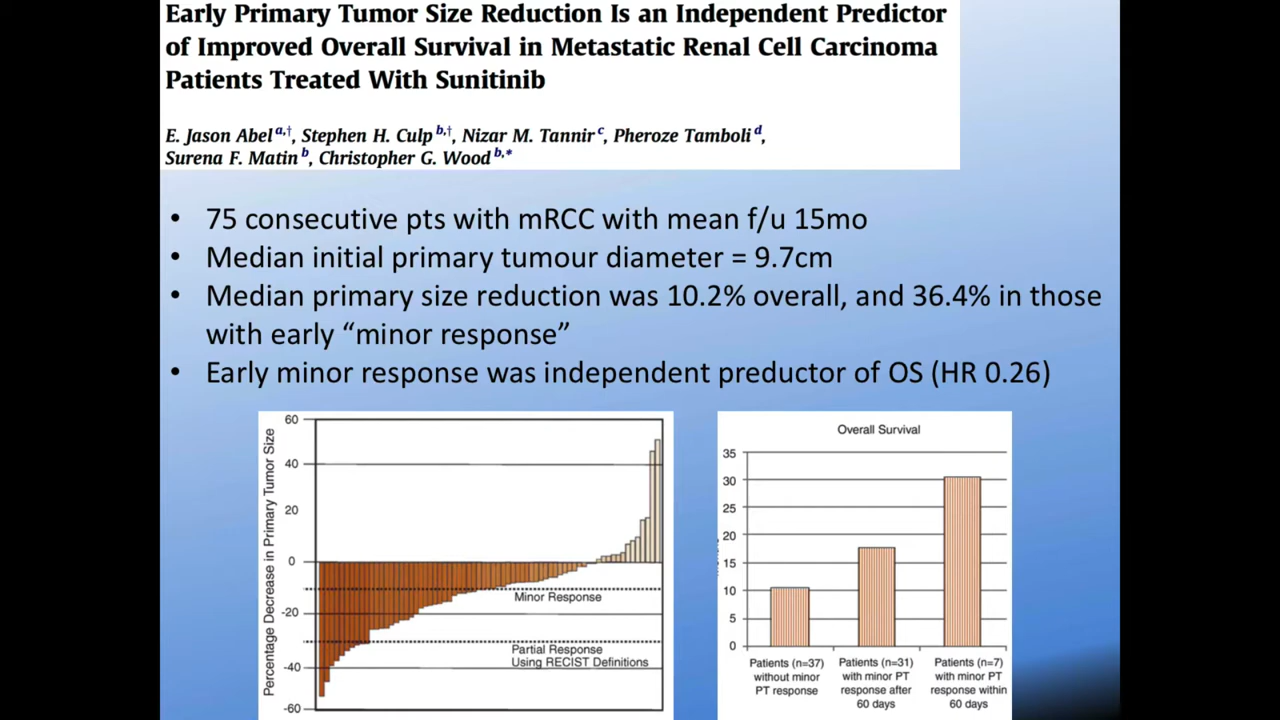 Early Primary Tumor Size Reduction Is an Independent Predictor
of Improved Overall Survival in Metastatic Renal Cell Carcinoma
Patients Treated With Sunitinib
E. Jason Abel a,†, Stephen H. Culp b,†, Nizar M. Tannir c, Pheroze Tamboli d,
Surena F. Matin b, Christopher G. Wood b,*
• 75 consecutive pts with mRCC with mean f/u 15mo
• Median initial primary tumour diameter = 9.7cm
• Median primary size reduction was 10.2% overall, and 36.4% in those
with early “minor response”
• Early minor response was independent preductor of OS (HR 0.26)
Percentage Decrease in Primary Tumor Size
60
40
20
0
-20
-40
-60
Minor Response
Partial Response
Using RECIST Definitions
Overall Survival
35
30
25
20
15
10
5
0
Patients (n=37)
without minor
PT response
Patients (n=31)
with minor PT
response after
60 days
Patients (n=7)
with minor PT
response within
60 days